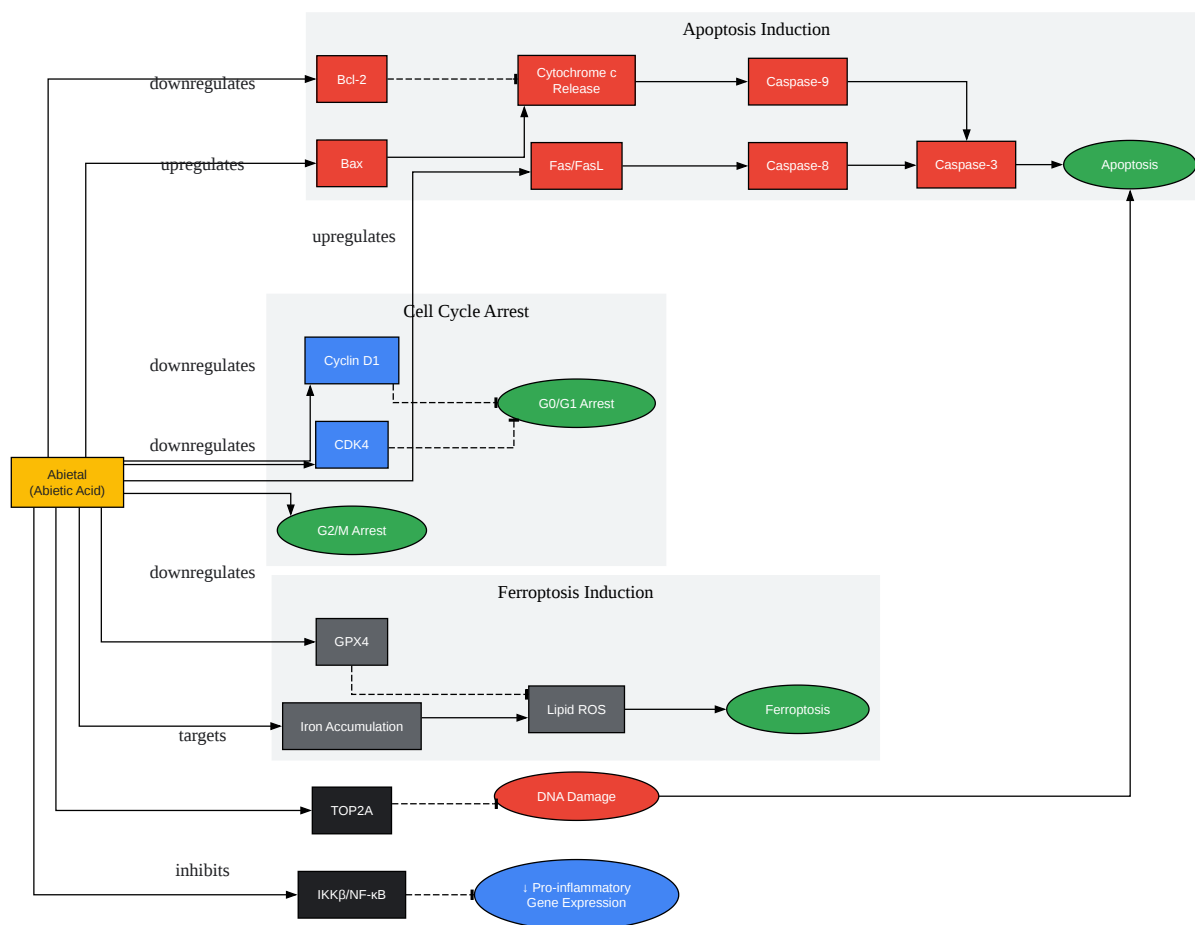 Apoptosis Induction
downregulates
Bcl-2
Cytochrome c
Release
Caspase-9
upregulates
Bax
Fas/FasL
Caspase-8
Caspase-3
Apoptosis
upregulates
Cell Cycle Arrest
downregulates
Cyclin D1
G0/G1 Arrest
downregulates
CDK4
Abietal
(Abietic Acid)
G2/M Arrest
downregulates
Ferroptosis Induction
GPX4
Iron Accumulation
Lipid ROS
Ferroptosis
targets
TOP2A
DNA Damage
inhibits
IKKβ/NF-κB
↓ Pro-inflammatory
Gene Expression